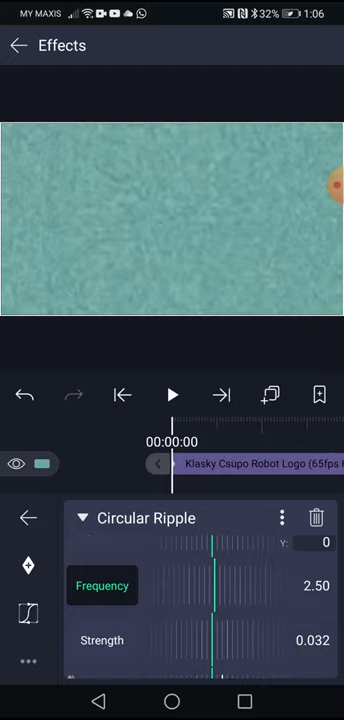 MY MAXIS
32%
1:06
Effects
00:00:00
Klasky Csupo Robot Logo (65fps
Circular Ripple
Y: 0
Frequency 2.50
Strength 0.032